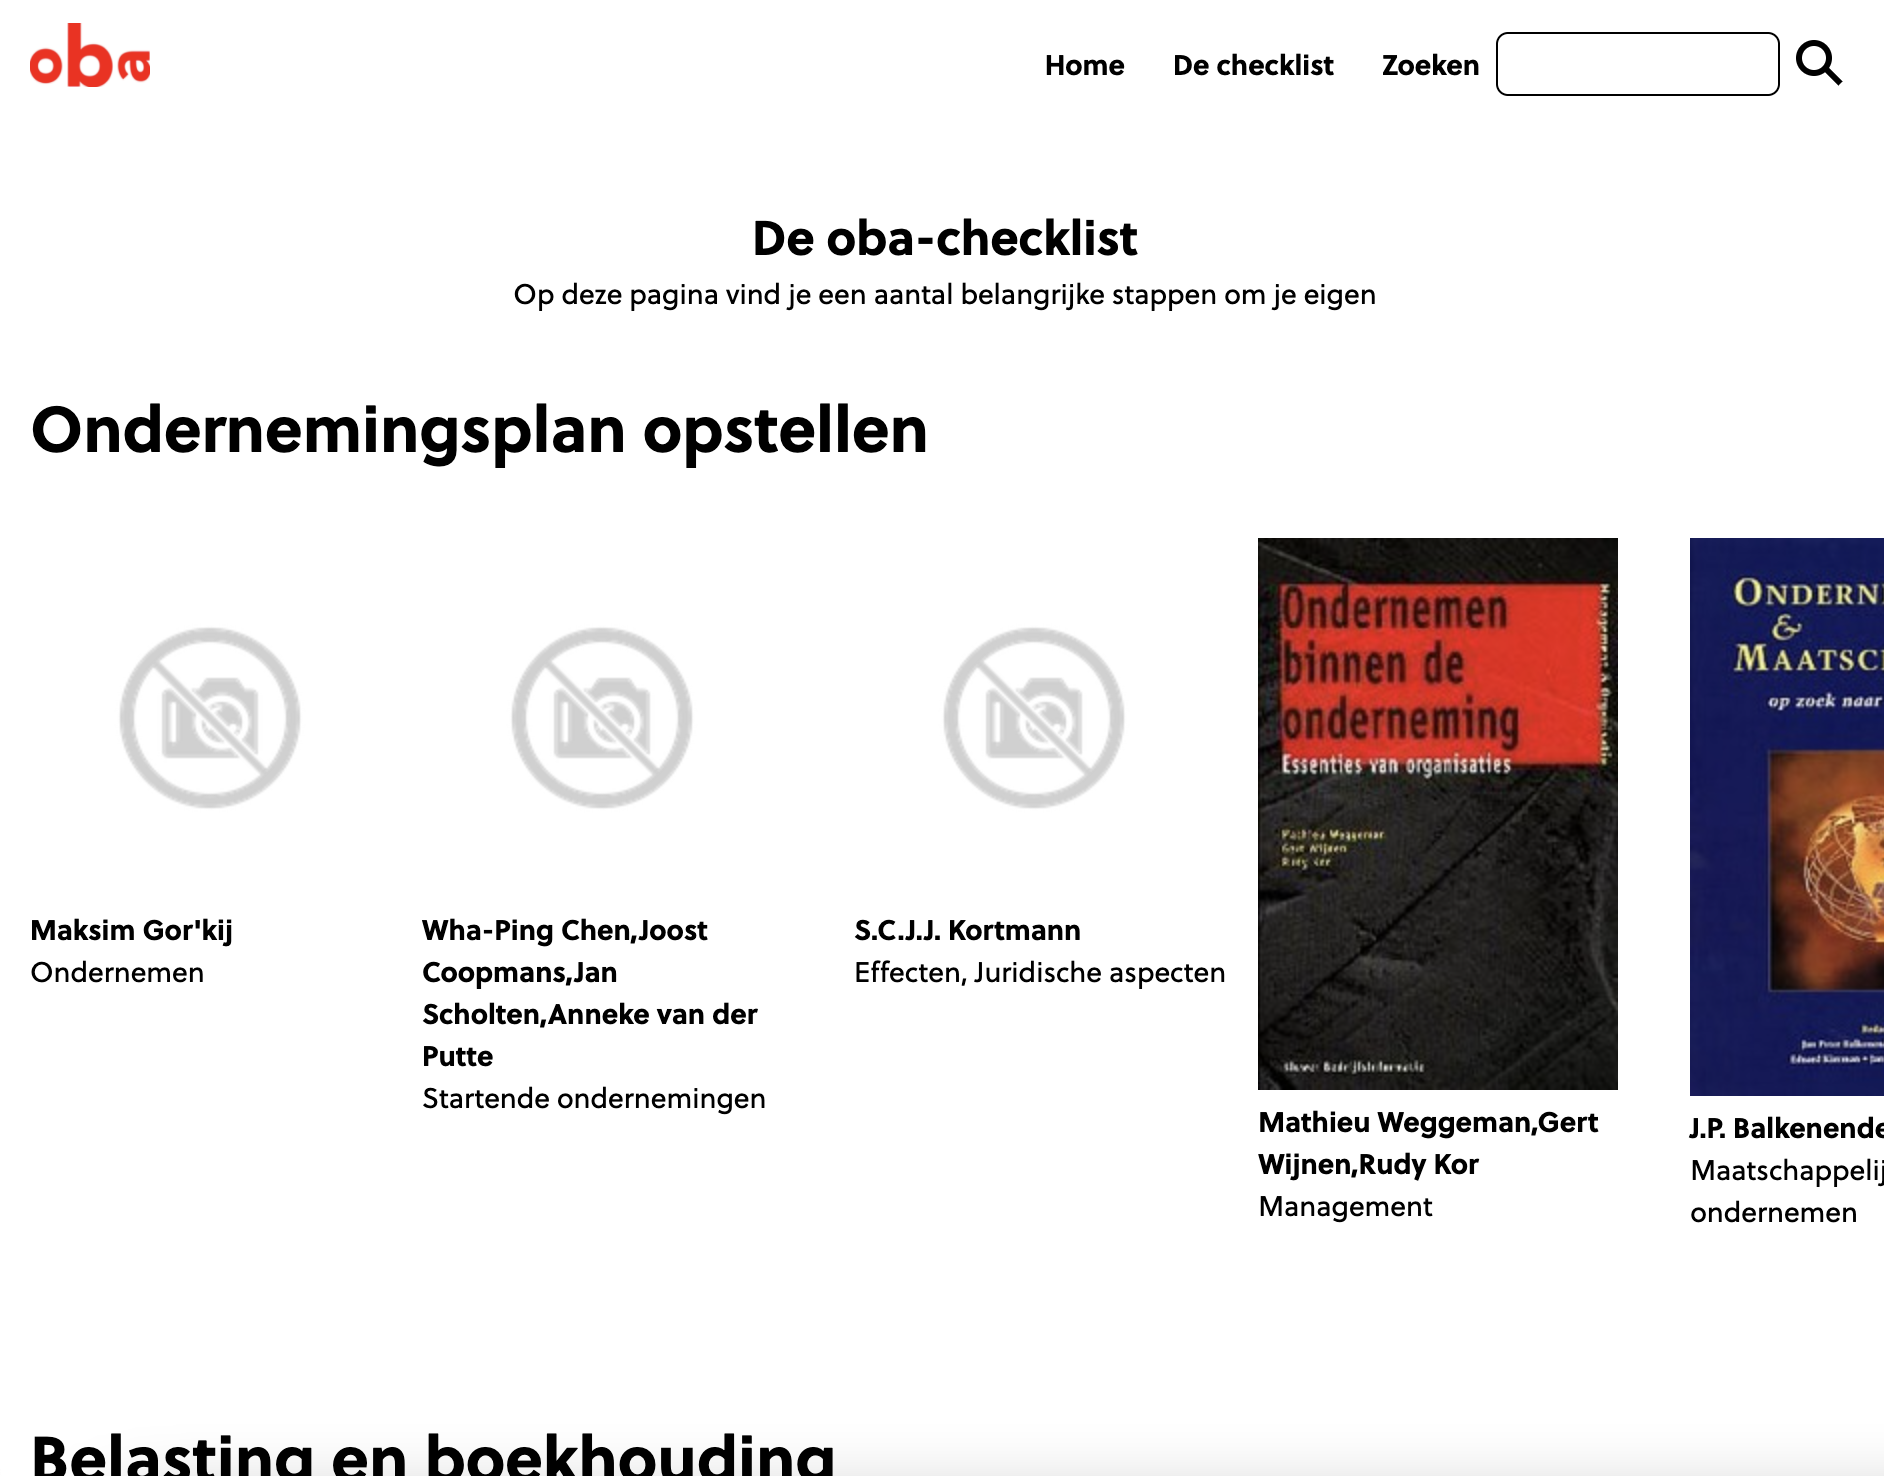 oba
Home
De checklist
Zoeken
De oba-checklist
Op deze pagina vind je een aantal belangrijke stappen om je eigen
Ondernemingsplan opstellen
Maksim Gor'kij
Ondernemen
Wha-Ping Chen,Joost
Coopmans,Jan
Scholten,Anneke van der
Putte
Startende ondernemingen
S.C.J.J. Kortmann
Effecten, Juridische aspecten
Ondernemen
binnen de
onderneming
Essenties van organisaties
Management & Organisatie
Mathieu Weggeman
Gert Wijnen
Rudy Kor
Kluwer Bedrijfsinformatie
Mathieu Weggeman,Gert
Wijnen,Rudy Kor
Management
ONDERN
&
MAATSC
op zoek naar
J.P. Balkenende
Maatschappelij
ondernemen
Belasting en boekhouding